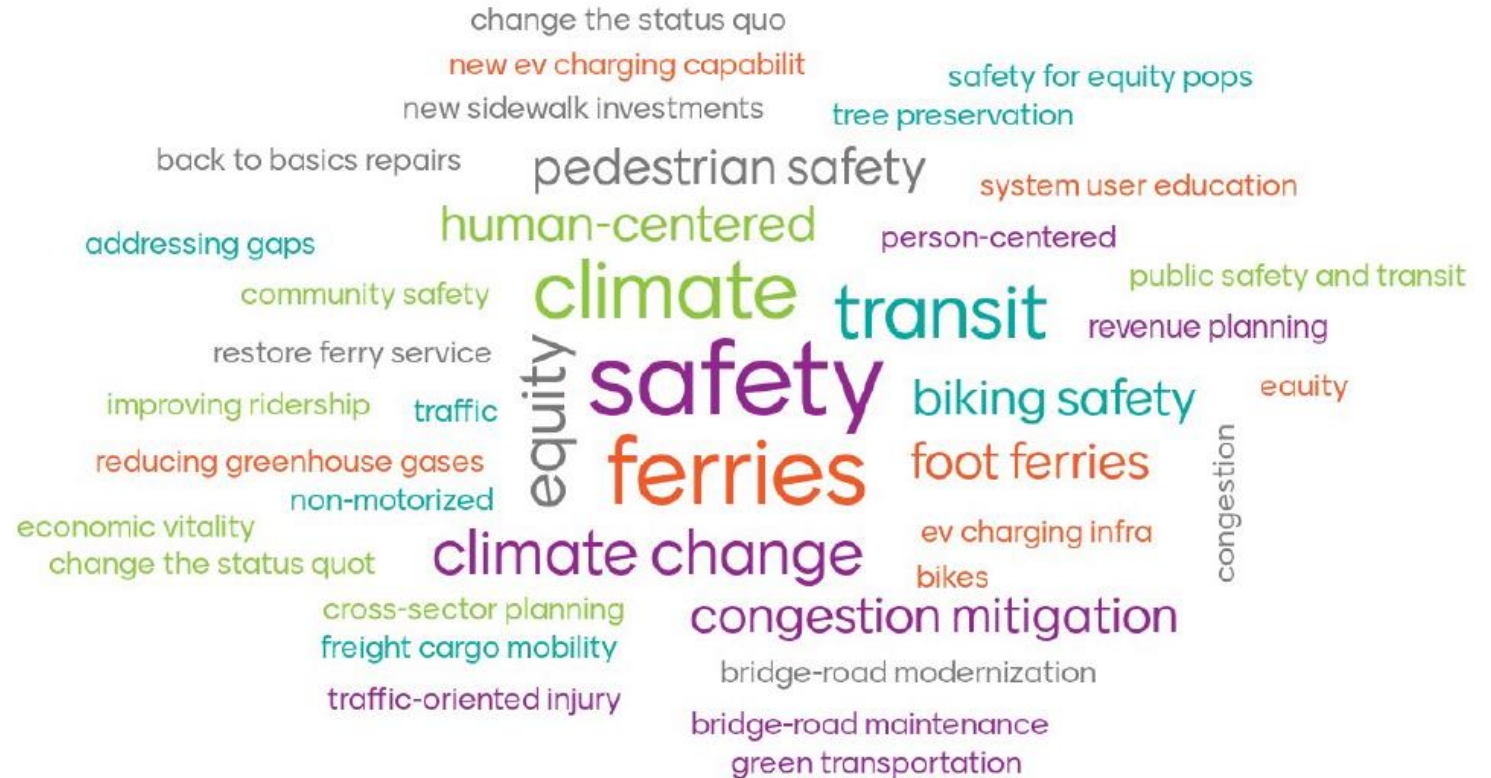 change the status quo
new ev charging capabilit
safety for equity pops
new sidewalk investments
tree preservation
back to basics repairs
pedestrian safety
system user education
human-centered
person-centered
addressing gaps
climate
public safety and transit
community safety
transit
revenue planning
restore ferry service
equity
safety
biking safety
eauity
improving ridership
traffic
reducing greenhouse gases
ferries
foot ferries
congestion
non-motorized
economic vitality
climate change
ev charging infra
change the status quot
bikes
cross-sector planning
congestion mitigation
freight cargo mobility
bridge-road modernization
traffic-oriented injury
bridge-road maintenance
green transportation